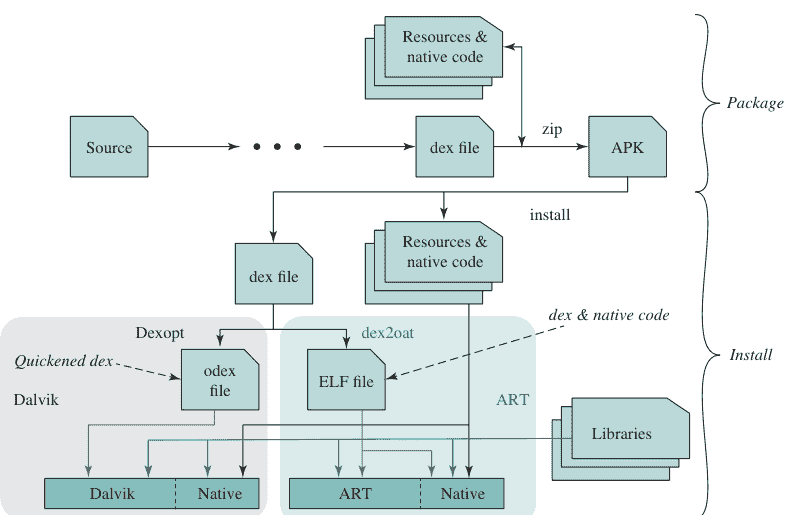 Resources &
native code
Package
Source
dex file
zip
APK
install
Resources &
native code
dex file
dex & native code
Dexopt
dex2oat
Install
Quickened dex
odex
file
ELF file
Dalvik
ART
Libraries
Dalvik
Native
ART
Native